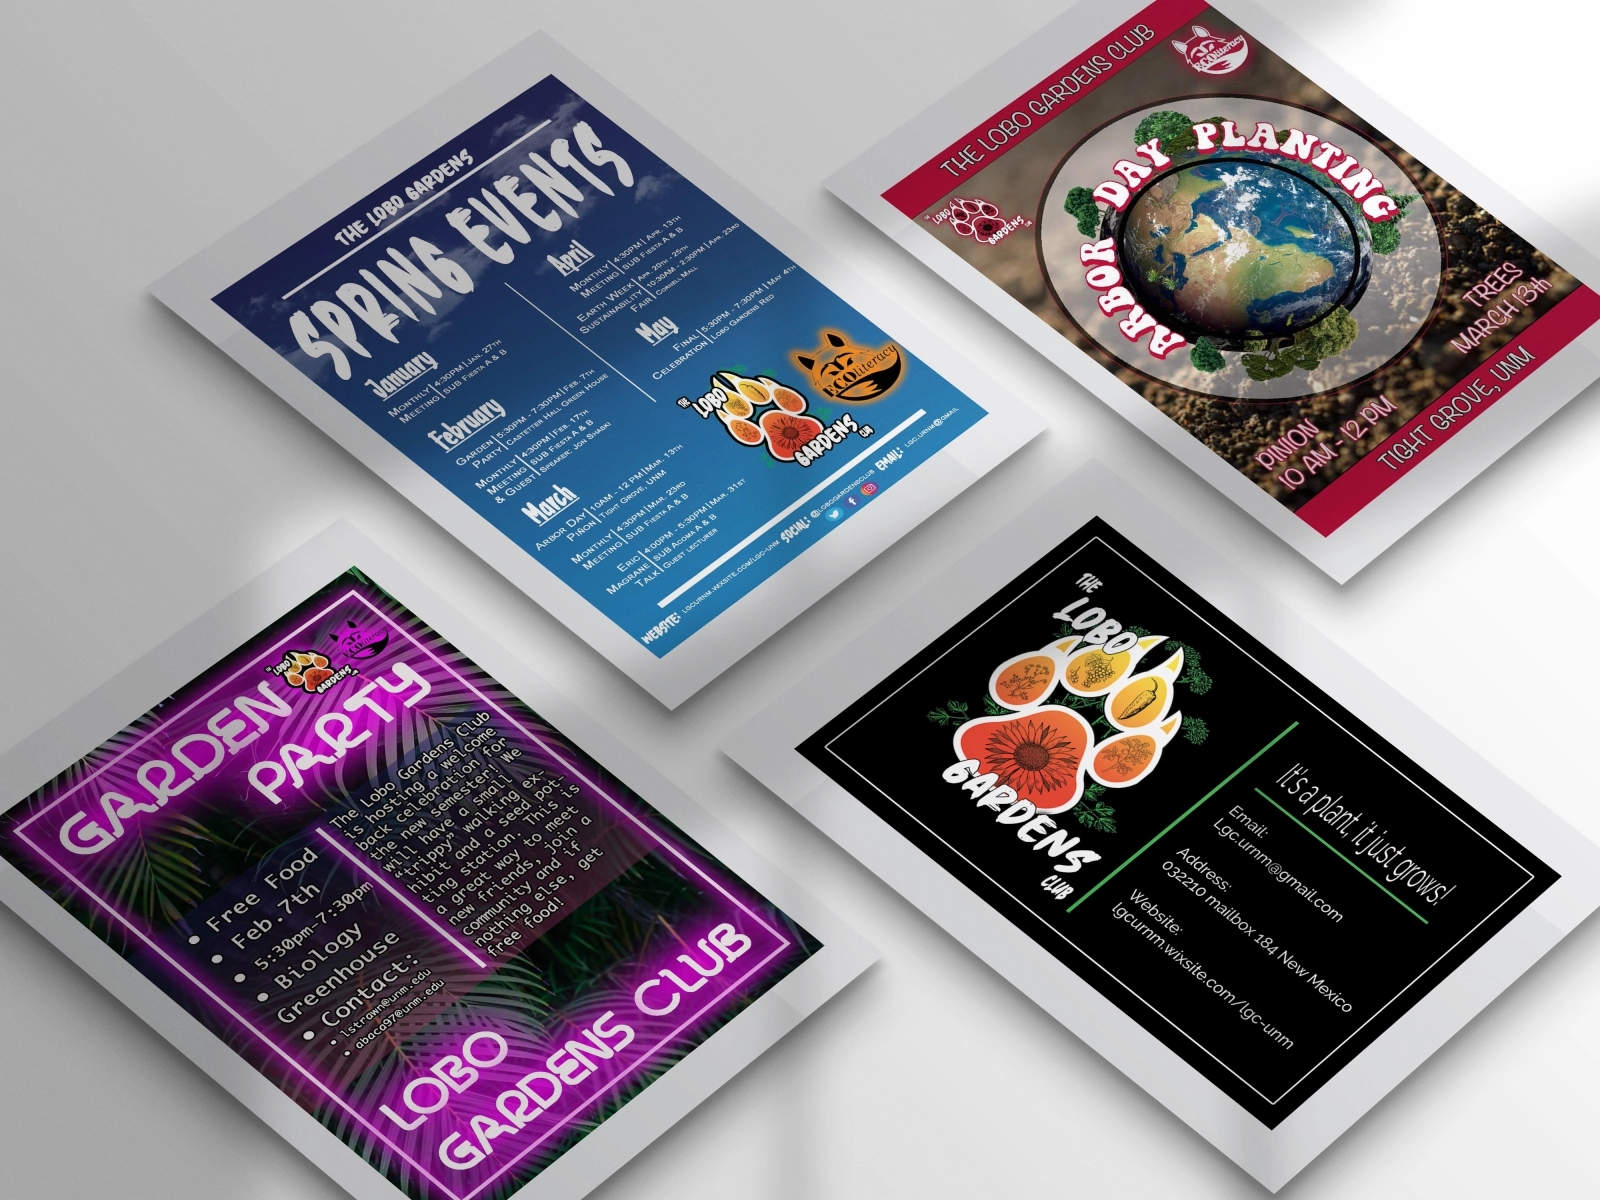 THE LOBO GARDENS
SPRING EVENTS
January
MONTHLY MEETING | 4:30PM | JAN. 27TH
SUB FIESTA A & B
February
GARDEN PARTY | 5:30PM - 7:30PM | FEB. 7TH
CASTETTER HALL GREEN HOUSE
MONTHLY MEETING & GUEST | 4:30PM | FEB. 17TH
SUB FIESTA A & B
SPEAKER: JON SHASKI
March
ARBOR DAY PIÑON | 10AM - 12 PM | MAR. 13TH
TIGHT GROVE, UNM
MONTHLY MEETING | 4:30PM | MAR. 23RD
SUB FIESTA A & B
ERIC MAGRANE TALK | 4:00PM - 5:30PM | MAR. 31ST
SUB ACOMA A & B
GUEST LECTURER
April
MONTHLY MEETING | 4:30PM | APR. 13TH
SUB FIESTA A & B
EARTH WEEK | APR. 20TH - 25TH
SUSTAINABILITY FAIR | 10:30AM - 2:30PM | APR. 23RD
CORNELL MALL
May
FINAL CELEBRATION | 5:30PM - 7:30PM | MAY 4TH
LOBO GARDENS RED
THE LOBO
GARDENS
CLUB
ECOliteracy
WEBSITE: LGCURNM.WIXSITE.COM/LGC-UNM SOCIAL: @LOBOGARDENSCLUB EMAIL: LGC.URNM@GMAIL
THE LOBO GARDENS CLUB
ECOliteracy
THE LOBO
GARDENS
CLUB
ARBOR DAY PLANTING
PINION TREES
10 AM - 12 PM MARCH 13th
TIGHT GROVE, UNM
THE LOBO
GARDENS
CLUB
ECOliteracy
GARDEN
PARTY
• Free Food
• Feb.7th
• 5:30pm-7:30pm
• Biology
Greenhouse
• Contact:
• lstrawn@unm.edu
• abaca97@unm.edu
The Lobo Gardens Club
is hosting a welcome
back celebration for
the new semester! We
will have a small
"trippy" walking ex-
hibit and a seed pot-
ting station. This is
a great way to meet
new friends, join a
community and if
nothing else, get
free food!
LOBO
GARDENS CLUB
THE
LOBO
GARDENS
CLUB
It's a plant, it just grows!
Email:
Lgc.urnm@gmail.com
Address:
032210 mailbox 184 New Mexico
Website:
lgcurnm.wixsite.com/lgc-unm